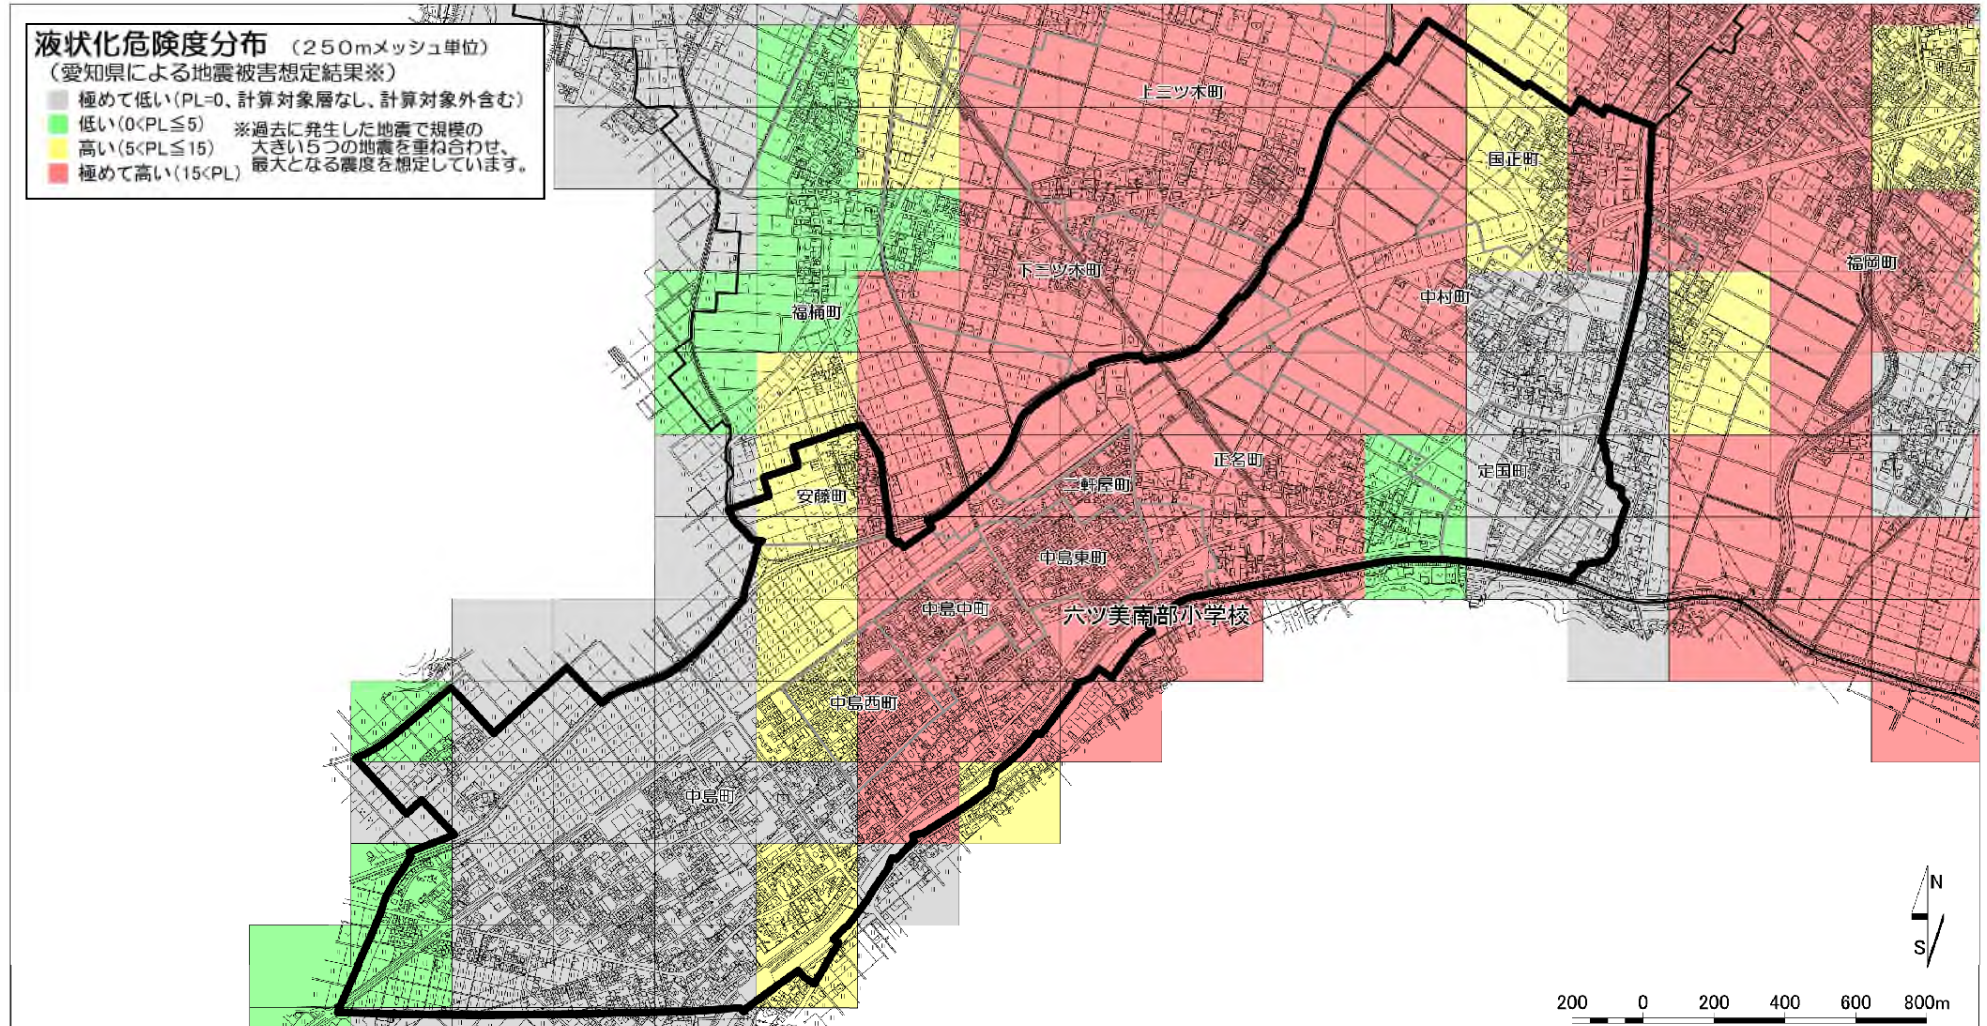 液状化危険度分布 (250mメッシュ単位)
(愛知県による地震被害想定結果※)
極めて低い(PL=0、計算対象層なし、計算対象外含む)
低い(0<PL≦5)
高い(5<PL≦15)
極めて高い(15<PL)
※過去に発生した地震で規模の
大きい5つの地震を重ね合わせ、
最大となる震度を想定しています。
上三ツ木町
国正町
下三ツ木町
福岡町
中村町
福桶町
正名町
定国町
二軒屋町
安藤町
中島東町
中島中町
六ツ美南部小学校
中島西町
中島町
N
S
200 0 200 400 600 800m